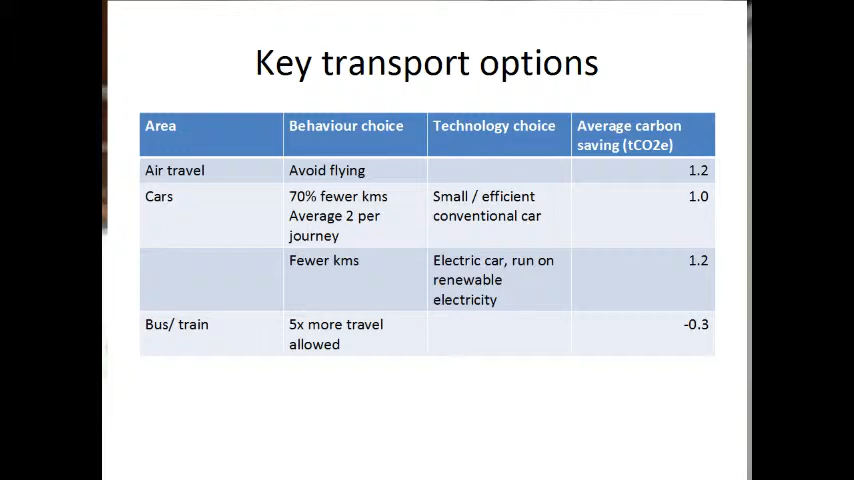 Key transport options
Area Behaviour choice Technology choice Average carbon
saving (tCO2e)
Air travel Avoid flying 1.2
Cars 70% fewer kms Small / efficient 1.0
Average 2 per conventional car
journey
Fewer kms Electric car, run on 1.2
renewable
electricity
Bus/ train 5x more travel -0.3
allowed